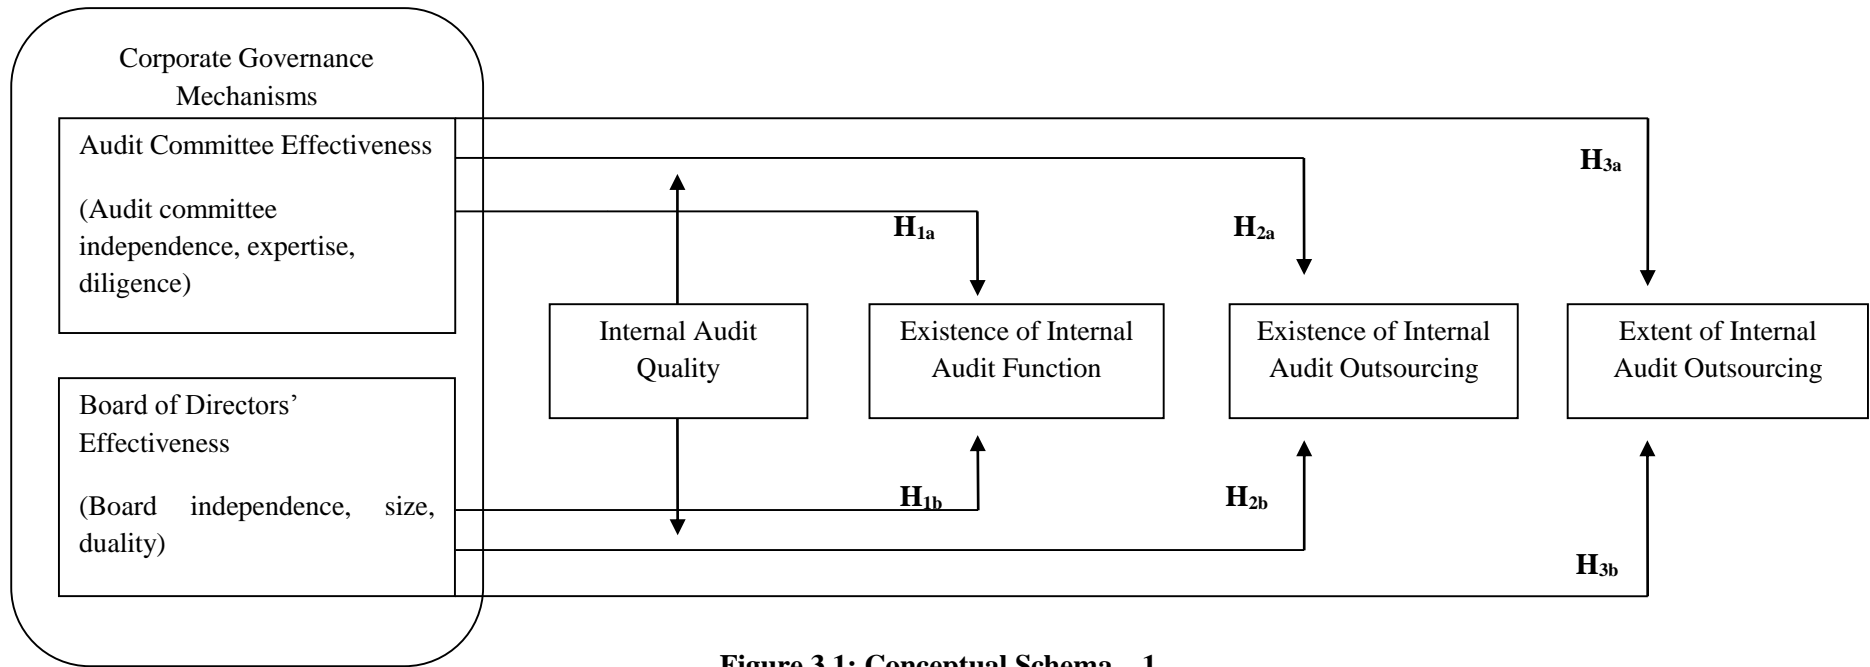 Corporate Governance
Mechanisms
Audit Committee Effectiveness
(Audit committee
independence, expertise,
diligence)
Board of Directors’
Effectiveness
(Board independence, size,
duality)
Internal Audit
Quality
H1a
Existence of Internal
Audit Function
H1b
H2a
Existence of Internal
Audit Outsourcing
H2b
H3a
Extent of Internal
Audit Outsourcing
H3b
Figure 3.1: Conceptual Schema – 1